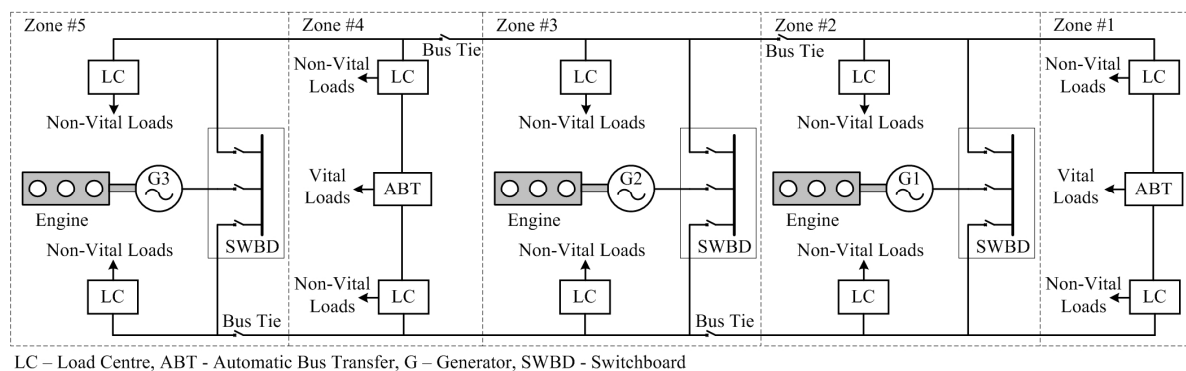 Zone #5
Zone #4
Zone #3
Zone #2
Zone #1
Bus Tie
Bus Tie
LC
Non-Vital Loads
Non-Vital
Loads
LC
LC
Non-Vital Loads
LC
Non-Vital Loads
Non-Vital
Loads
LC
Engine
G3
SWBD
Vital
Loads
ABT
Engine
G2
SWBD
Engine
G1
SWBD
Vital
Loads
ABT
Non-Vital Loads
LC
Non-Vital
Loads
LC
Non-Vital Loads
LC
Non-Vital Loads
LC
Non-Vital
Loads
LC
Bus Tie
Bus Tie
LC – Load Centre, ABT - Automatic Bus Transfer, G – Generator, SWBD - Switchboard